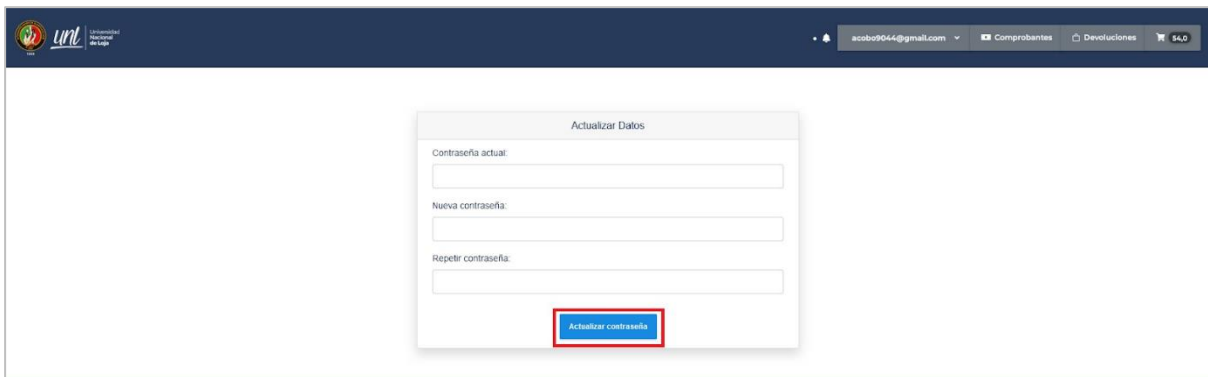 unl Universidad
Nacional
de Loja
acobo9044@gmail.com Comprobantes Devoluciones $4,0
Actualizar Datos
Contraseña actual:
Nueva contraseña:
Repetir contraseña:
Actualizar contraseña